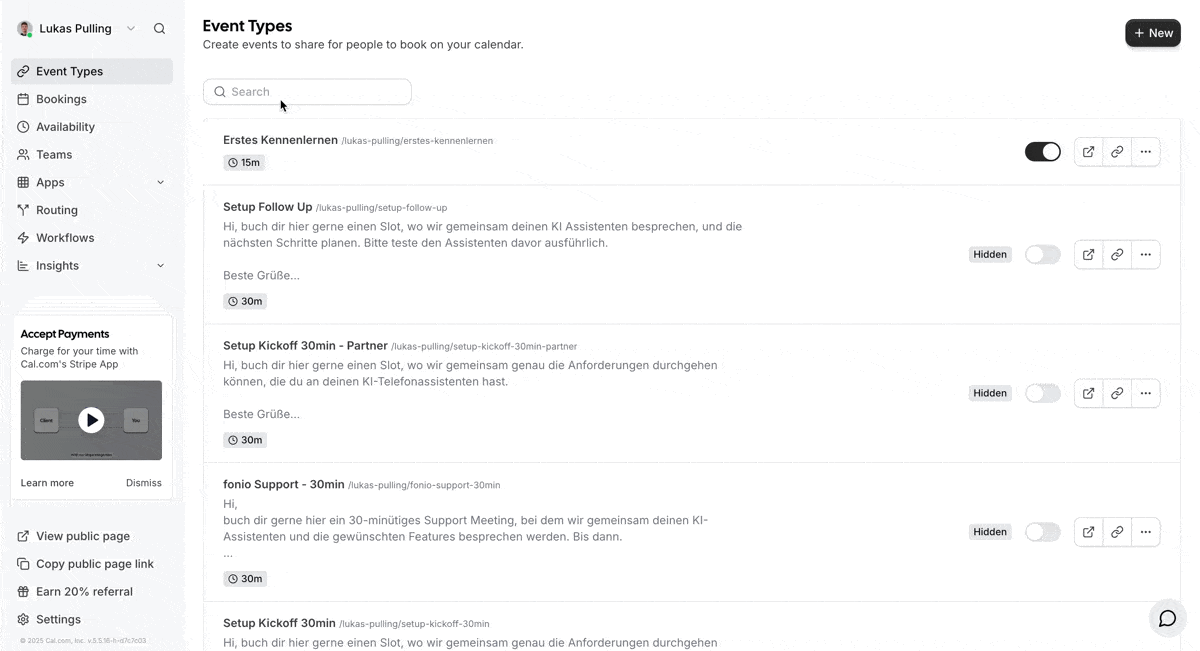 Lukas Pulling
Event Types
Bookings
Availability
Teams
Apps
Routing
Workflows
Insights
Accept Payments
Charge for your time with
Cal.com's Stripe App
Client
You
Learn more
Dismiss
View public page
Copy public page link
Earn 20% referral
Settings
Event Types
Create events to share for people to book on your calendar.
+ New
Search
Erstes Kennenlernen /lukas-pulling/erstes-kennenlernen
15m
Setup Follow Up /lukas-pulling/setup-follow-up
Hi, buch dir hier gerne einen Slot, wo wir gemeinsam deinen KI Assistenten besprechen, und die
nächsten Schritte planen. Bitte teste den Assistenten davor ausführlich.
Beste Grüße...
30m
Hidden
Setup Kickoff 30min - Partner /lukas-pulling/setup-kickoff-30min-partner
Hi, buch dir hier gerne einen Slot, wo wir gemeinsam genau die Anforderungen durchgehen
können, die du an deinen KI-Telefonassistenten hast.
Beste Grüße...
30m
Hidden
fonio Support - 30min /lukas-pulling/fonio-support-30min
Hi,
buch dir gerne hier ein 30-minütiges Support Meeting, bei dem wir gemeinsam deinen KI-
Assistenten und die gewünschten Features besprechen werden. Bis dann.
...
30m
Hidden
Setup Kickoff 30min /lukas-pulling/setup-kickoff-30min
Hi, buch dir hier gerne einen Slot, wo wir gemeinsam genau die Anforderungen durchgehen